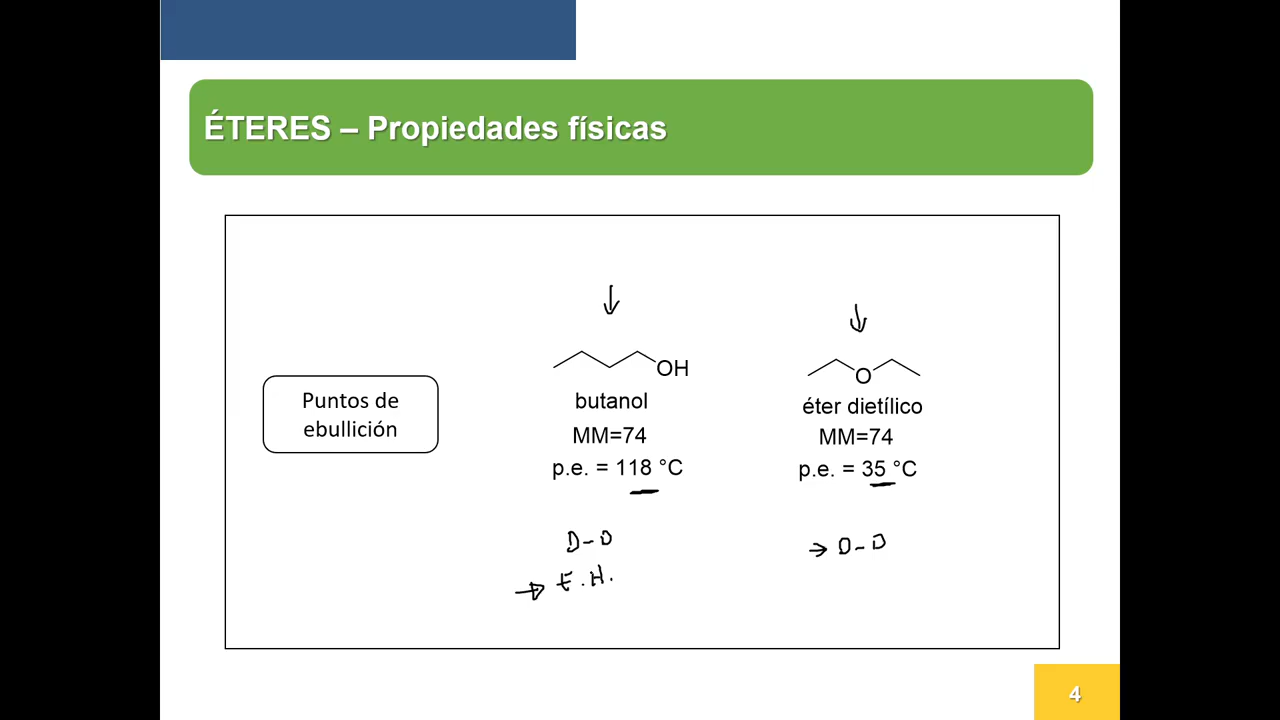 ÉTERES – Propiedades físicas
Puntos de
ebullición
OH
butanol
MM=74
p.e. = 118 °C
D-D
E.H.
O
éter dietílico
MM=74
p.e. = 35 °C
D-D
4